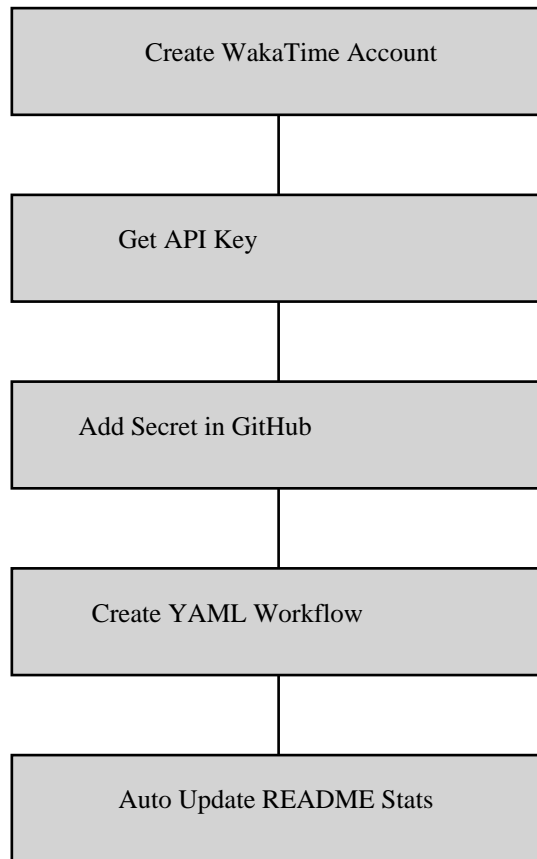 Create WakaTime Account
Get API Key
Add Secret in GitHub
Create YAML Workflow
Auto Update README Stats